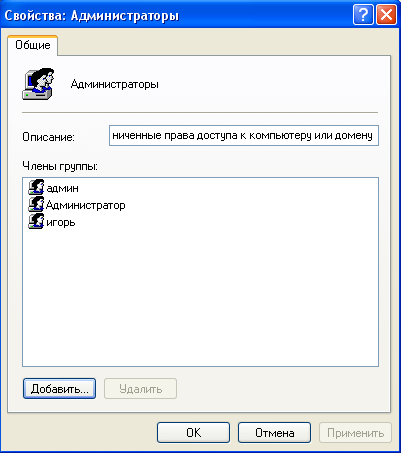 Свойства: Администраторы
Общие
Администраторы
Описание:
ниченные права доступа к компьютеру или домену
Члены группы:
админ
Администратор
игорь
Добавить...
Удалить
OK
Отмена
Применить